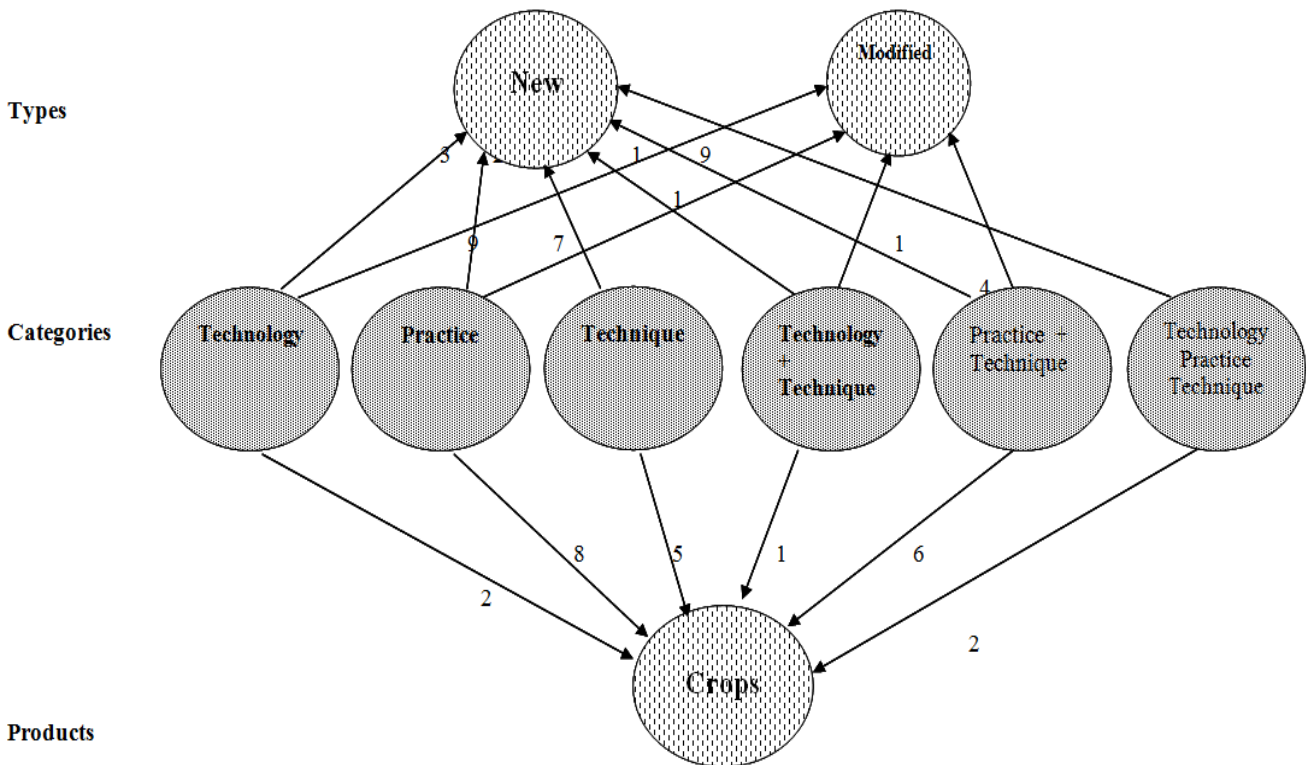 New
Modified
Types
3
1
9
1
9
7
1
4
Categories
Technology
Practice
Technique
Technology
+
Technique
Practice +
Technique
Technology
Practice
Technique
8
5
1
6
2
2
Crops
Products